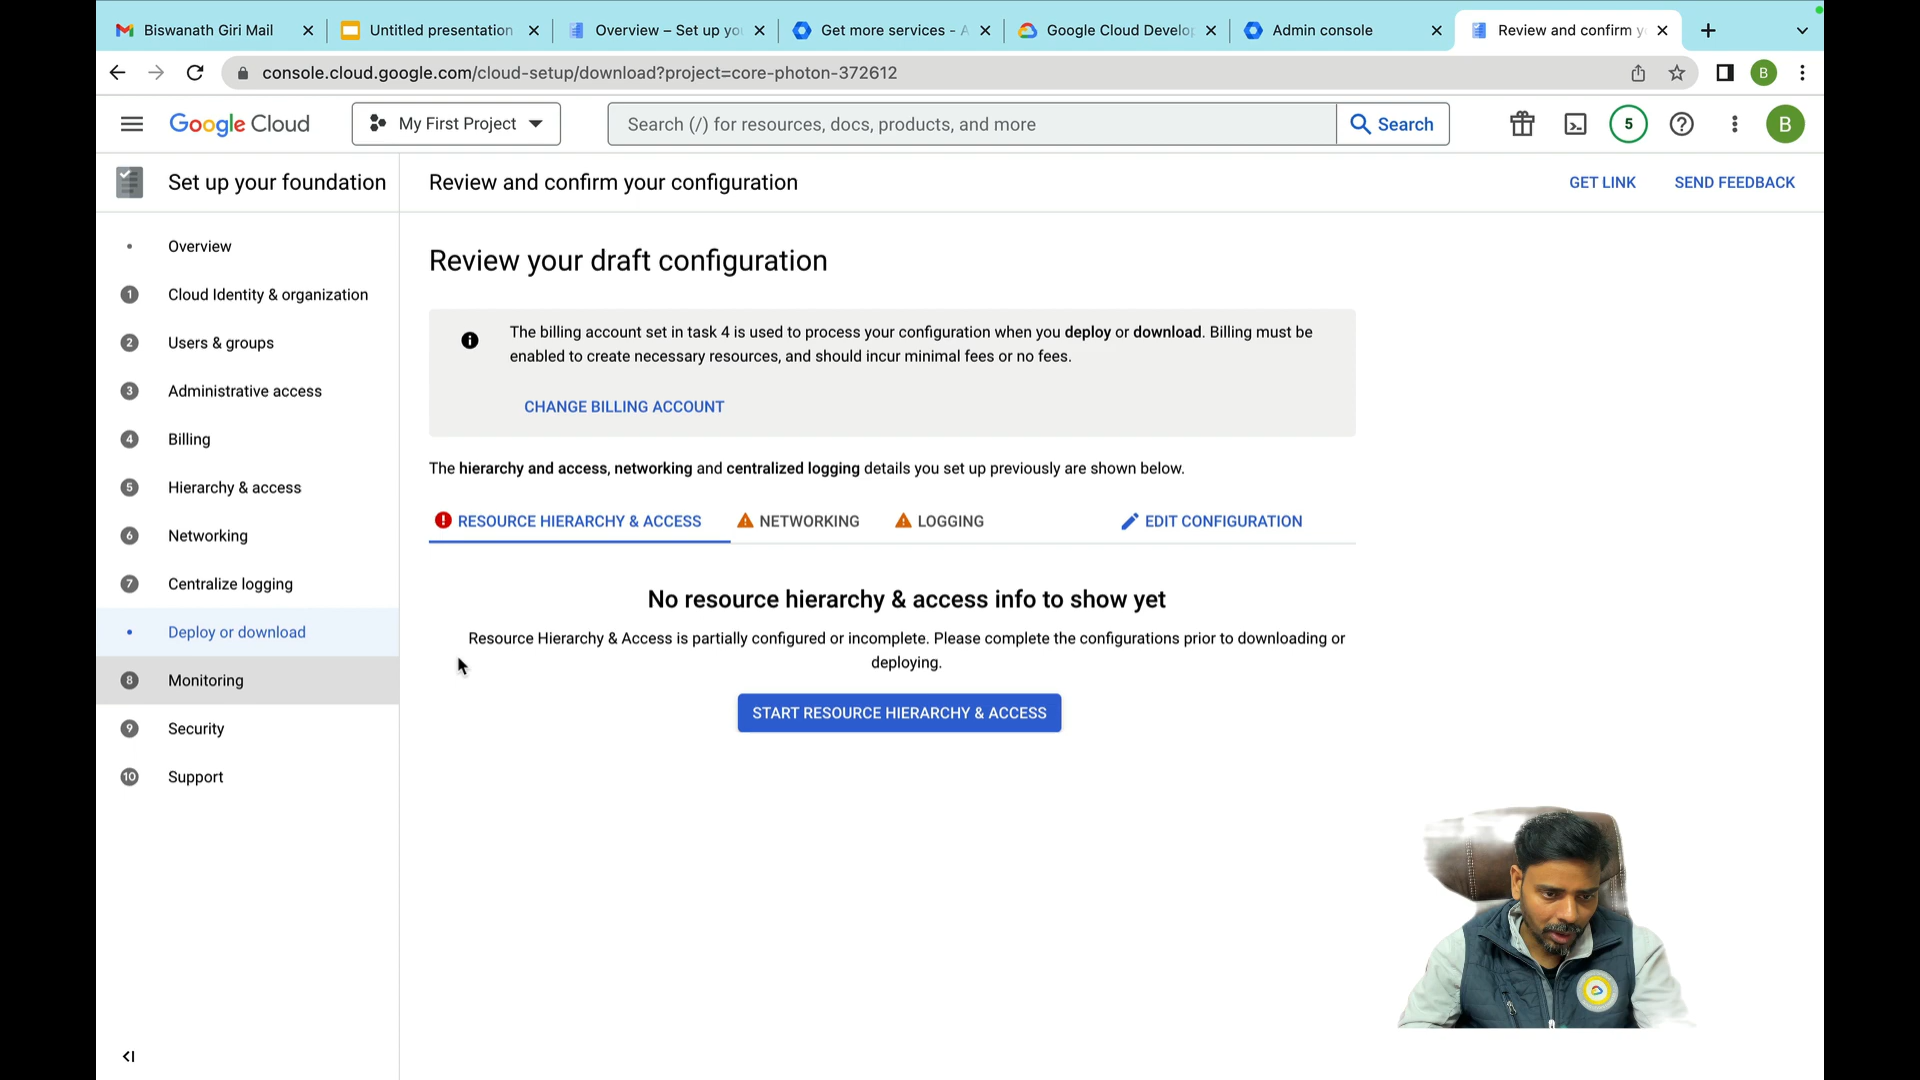 Biswanath Giri Mail
Untitled presentation
Overview – Set up yo
Get more services - A
Google Cloud Develo
Admin console
Review and confirm y
console.cloud.google.com/cloud-setup/download?project=core-photon-372612
B
Google Cloud
My First Project
Search (/) for resources, docs, products, and more
Search
5
B
Set up your foundation
Review and confirm your configuration
GET LINK
SEND FEEDBACK
Overview
1 Cloud Identity & organization
2 Users & groups
3 Administrative access
4 Billing
5 Hierarchy & access
6 Networking
7 Centralize logging
Deploy or download
8 Monitoring
9 Security
10 Support
Review your draft configuration
The billing account set in task 4 is used to process your configuration when you deploy or download. Billing must be
enabled to create necessary resources, and should incur minimal fees or no fees.
CHANGE BILLING ACCOUNT
The hierarchy and access, networking and centralized logging details you set up previously are shown below.
RESOURCE HIERARCHY & ACCESS
NETWORKING
LOGGING
EDIT CONFIGURATION
No resource hierarchy & access info to show yet
Resource Hierarchy & Access is partially configured or incomplete. Please complete the configurations prior to downloading or
deploying.
START RESOURCE HIERARCHY & ACCESS